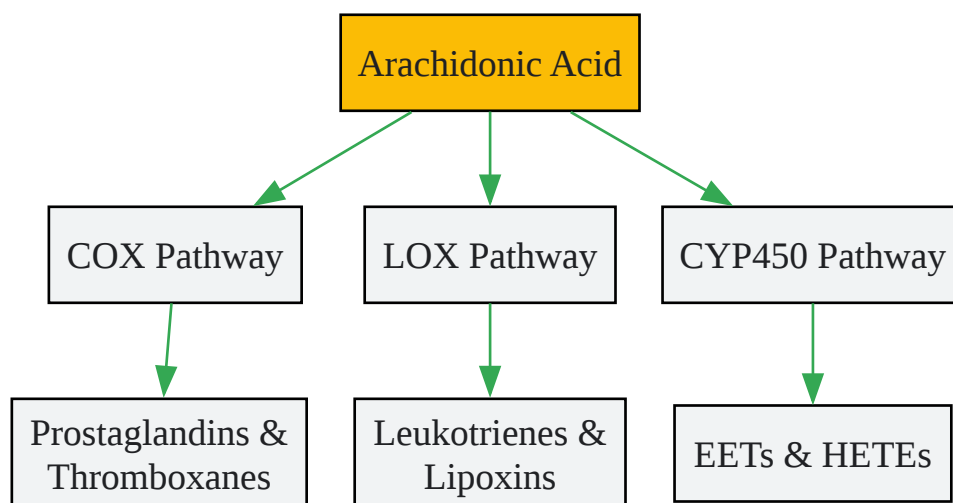 Arachidonic Acid
COX Pathway
LOX Pathway
CYP450 Pathway
Prostaglandins &
Thromboxanes
Leukotrienes &
Lipoxins
EETs & HETEs